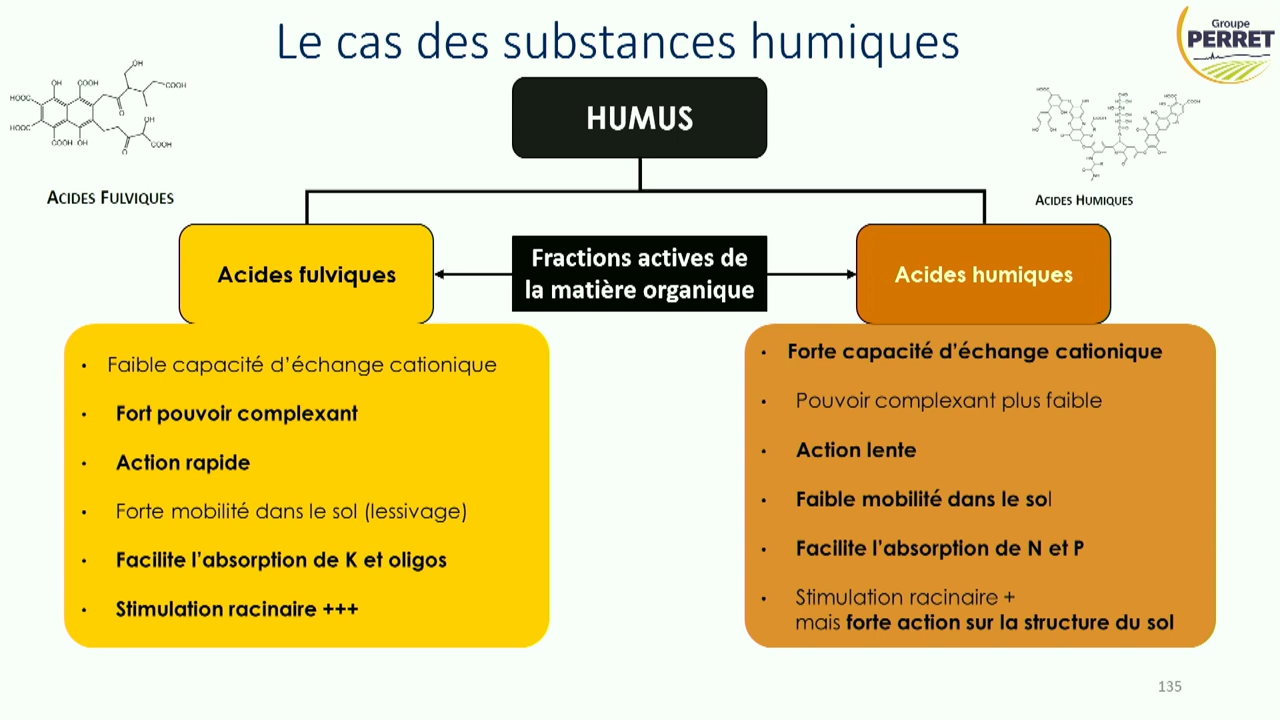 Le cas des substances humiques
Groupe
PERRET
HUMUS
ACIDES FULVIQUES
ACIDES HUMIQUES
Acides fulviques
Fractions actives de
la matière organique
Acides humiques
• Faible capacité d’échange cationique
• Fort pouvoir complexant
• Action rapide
• Forte mobilité dans le sol (lessivage)
• Facilite l’absorption de K et oligos
• Stimulation racinaire +++
• Forte capacité d’échange cationique
• Pouvoir complexant plus faible
• Action lente
• Faible mobilité dans le sol
• Facilite l’absorption de N et P
• Stimulation racinaire +
mais forte action sur la structure du sol
135